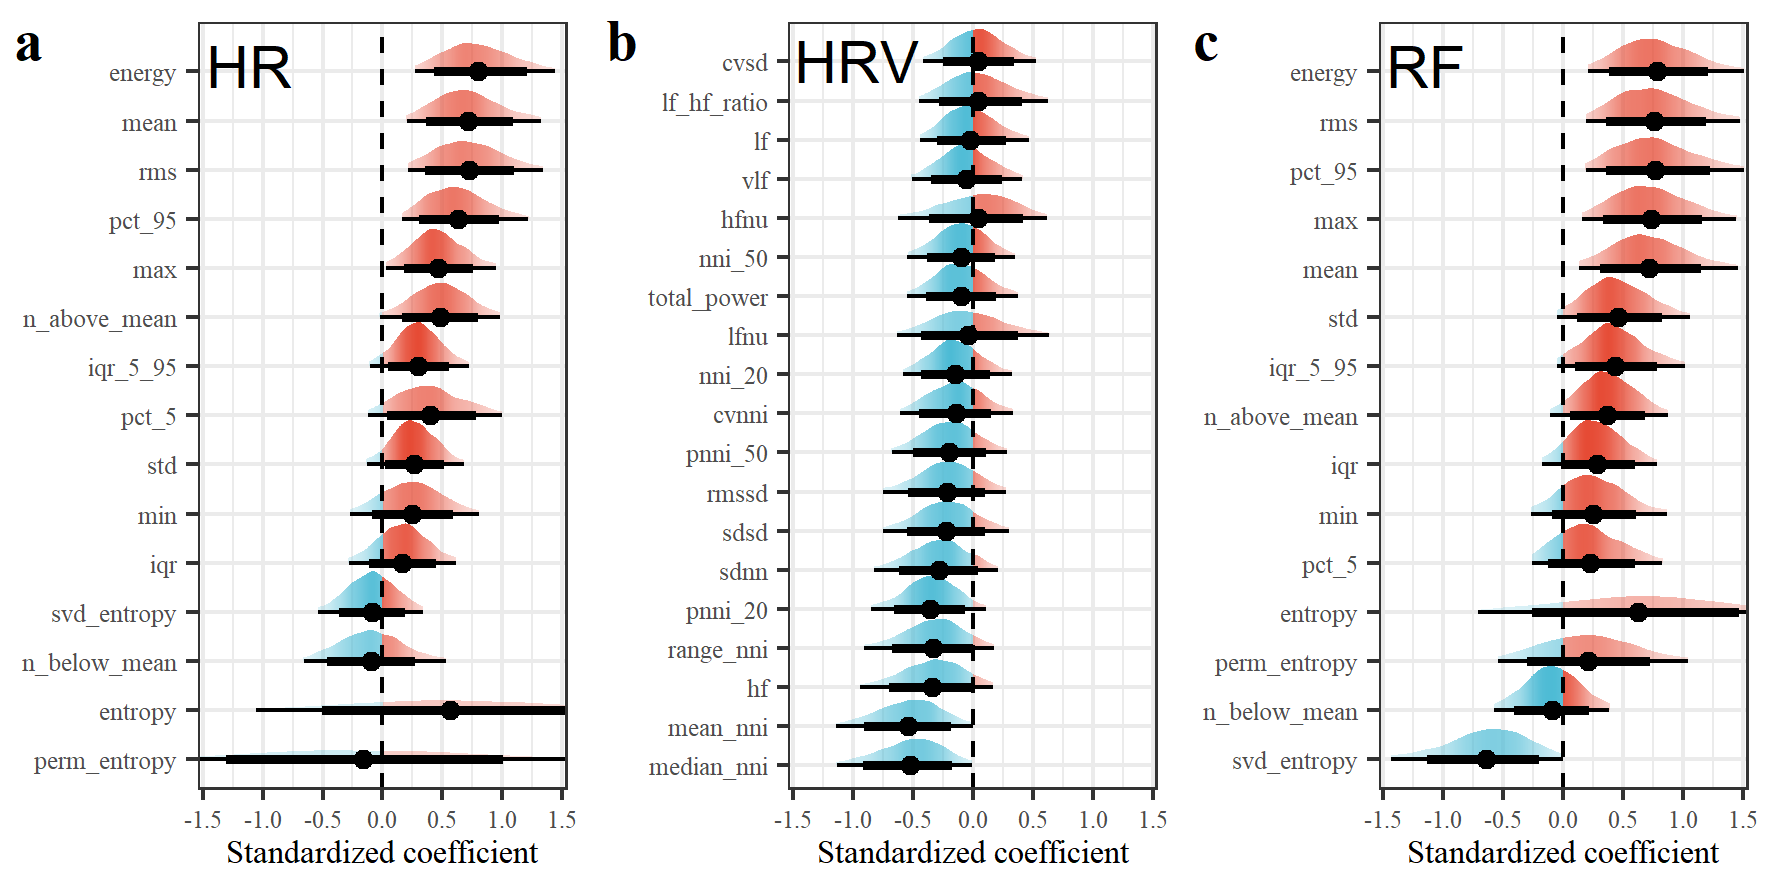 a
HR
energy
mean
rms
pct_95
max
n_above_mean
iqr_5_95
pct_5
std
min
iqr
svd_entropy
n_below_mean
entropy
perm_entropy
-1.5 -1.0 -0.5 0.0 0.5 1.0 1.5
Standardized coefficient
b
HRV
cvsd
lf_hf_ratio
lf
vlf
hfnu
nni_50
total_power
lfnu
nni_20
cvnni
pnni_50
rmssd
sdsd
sdnn
pnni_20
range_nni
hf
mean_nni
median_nni
-1.5 -1.0 -0.5 0.0 0.5 1.0 1.5
Standardized coefficient
c
RF
energy
rms
pct_95
max
mean
std
iqr_5_95
n_above_mean
iqr
min
pct_5
entropy
perm_entropy
n_below_mean
svd_entropy
-1.5 -1.0 -0.5 0.0 0.5 1.0 1.5
Standardized coefficient